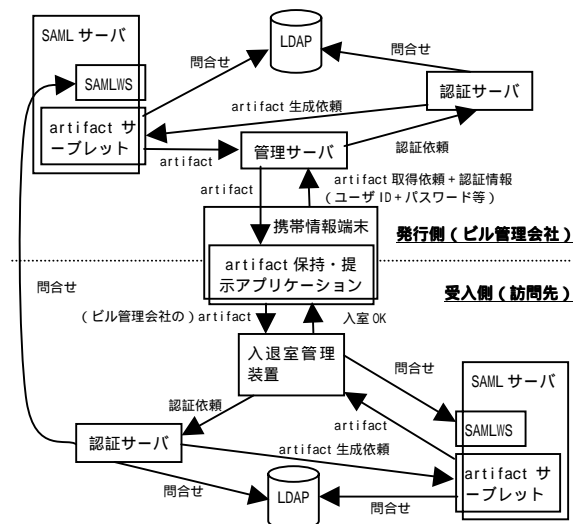 SAML サーバ
LDAP
問合せ
問合せ
SAMLWS
認証サーバ
artifact 生成依頼
artifact サ
ーブレット
管理サーバ
認証依頼
artifact
artifact
artifact 取得依頼+認証情報
(ユーザ ID+パスワード等)
携帯情報端末
発行側(ビル管理会社)
artifact 保持・提
示アプリケーション
問合せ
受入側(訪問先)
(ビル管理会社の)artifact
入室 OK
入退室管理
装置
問合せ
SAML サーバ
認証依頼
artifact
SAMLWS
認証サーバ
artifact 生成依頼
artifact サ
ーブレット
問合せ
LDAP
問合せ